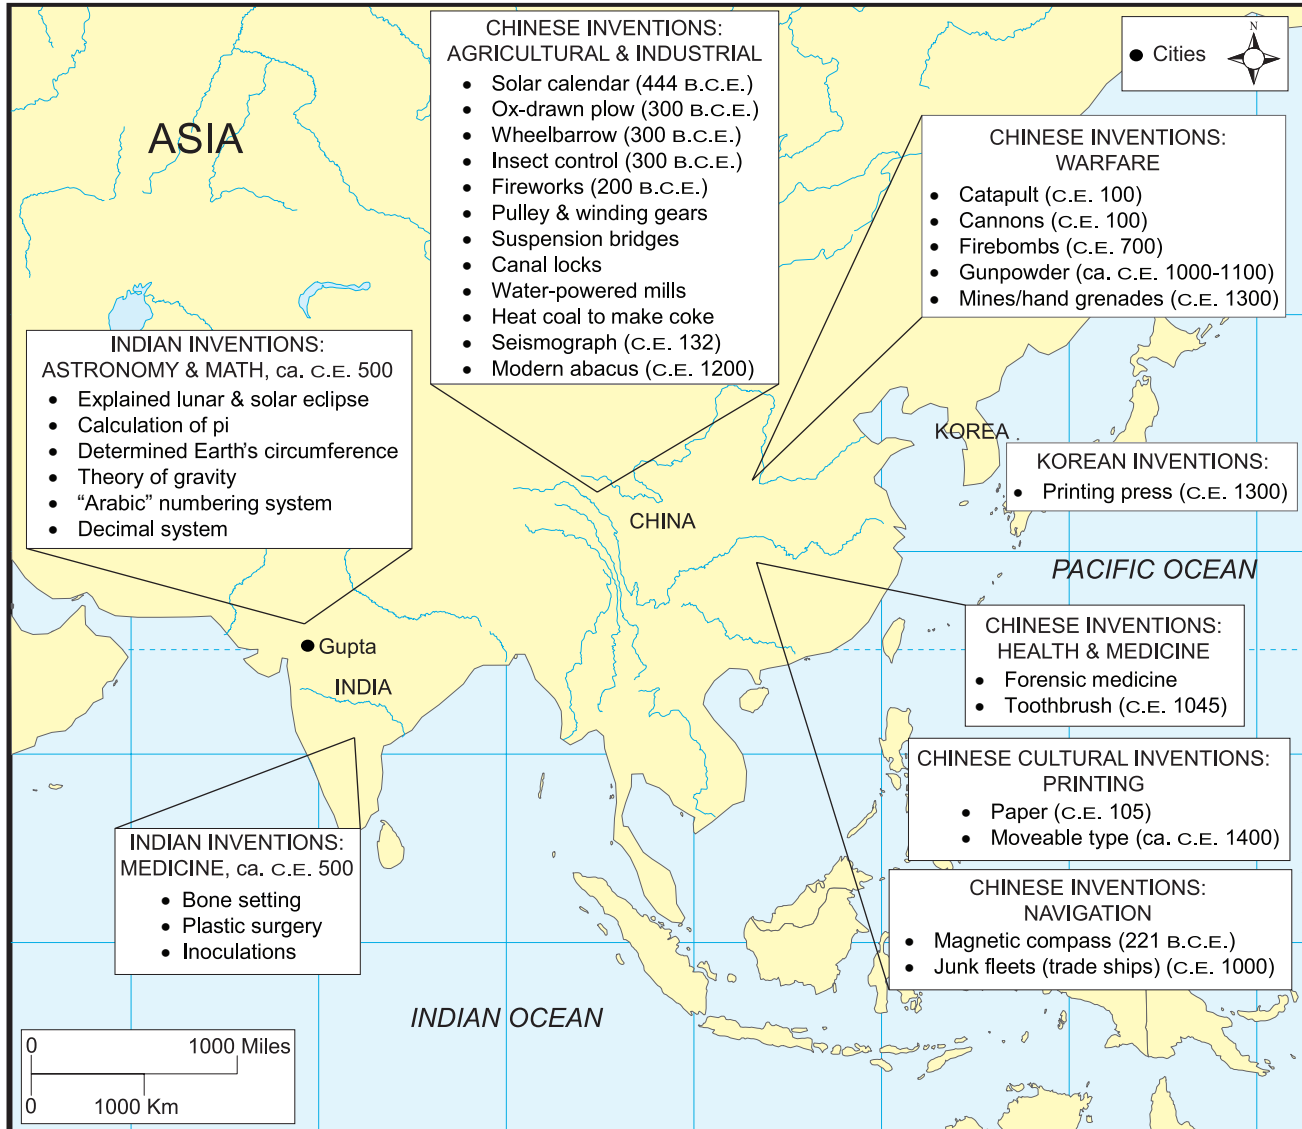 CHINESE INVENTIONS:
AGRICULTURAL & INDUSTRIAL
• Solar calendar (444 B.C.E.)
• Ox-drawn plow (300 B.C.E.)
• Wheelbarrow (300 B.C.E.)
• Insect control (300 B.C.E.)
• Fireworks (200 B.C.E.)
• Pulley & winding gears
• Suspension bridges
• Canal locks
• Water-powered mills
• Heat coal to make coke
• Seismograph (C.E. 132)
• Modern abacus (C.E. 1200)
• Cities
N
ASIA
CHINESE INVENTIONS:
WARFARE
• Catapult (C.E. 100)
• Cannons (C.E. 100)
• Firebombs (C.E. 700)
• Gunpowder (ca. C.E. 1000-1100)
• Mines/hand grenades (C.E. 1300)
INDIAN INVENTIONS:
ASTRONOMY & MATH, ca. C.E. 500
• Explained lunar & solar eclipse
• Calculation of pi
• Determined Earth's circumference
• Theory of gravity
• “Arabic” numbering system
• Decimal system
KOREA
KOREAN INVENTIONS:
• Printing press (C.E. 1300)
CHINA
PACIFIC OCEAN
Gupta
INDIA
CHINESE INVENTIONS:
HEALTH & MEDICINE
• Forensic medicine
• Toothbrush (C.E. 1045)
CHINESE CULTURAL INVENTIONS:
PRINTING
• Paper (C.E. 105)
• Moveable type (ca. C.E. 1400)
INDIAN INVENTIONS:
MEDICINE, ca. C.E. 500
• Bone setting
• Plastic surgery
• Inoculations
CHINESE INVENTIONS:
NAVIGATION
• Magnetic compass (221 B.C.E.)
• Junk fleets (trade ships) (C.E. 1000)
INDIAN OCEAN
0 1000 Miles
0 1000 Km